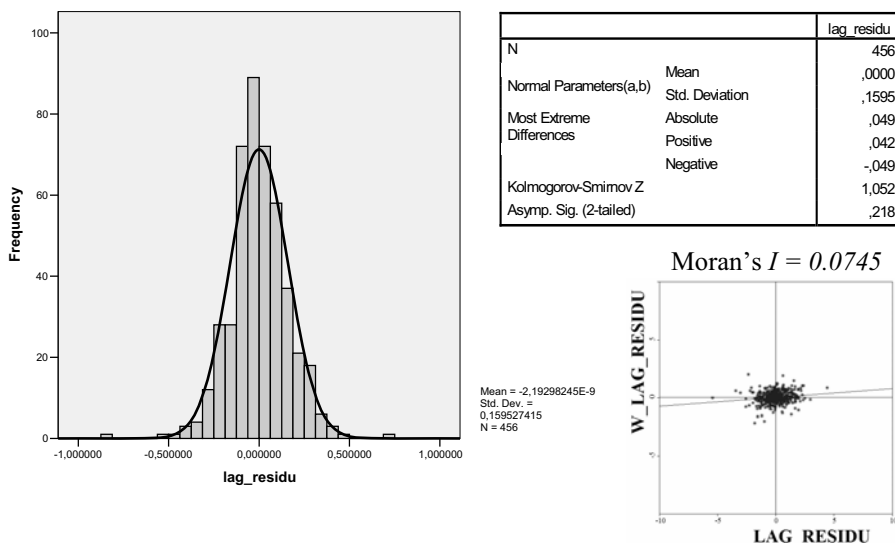 100
80
60
40
20
0
Frequency
-1,000000 -0,500000 0,000000 0,500000 1,000000
lag_residu
Mean = -2,19298245E-9
Std. Dev. =
0,159527415
N = 456
lag_residu
N 456
Normal Parameters(a,b) Mean ,0000
Std. Deviation ,1595
Most Extreme Differences Absolute ,049
Positive ,042
Negative -,049
Kolmogorov-Smirnov Z 1,052
Asymp. Sig. (2-tailed) ,218
Moran's I = 0.0745
W_LAG_RESIDU
5
0
-10 -5 0 5 10
LAG_RESIDU